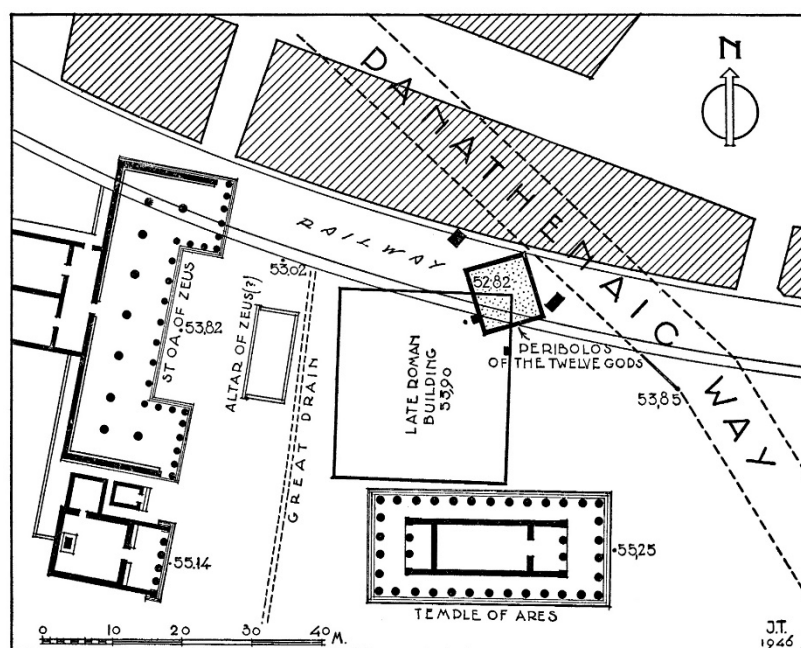 PANATHENAIC WAY
N
RAILWAY
53,02
52.82
STOA OF ZEUS
53,82
ALTAR OF ZEUS(?)
PERIBOLOS
OF THE TWELVE GODS
LATE ROMAN
BUILDING
53,90
53,85
GREAT DRAIN
55.14
55,25
TEMPLE OF ARES
0 10 20 30 40 M.
J.T.
1946